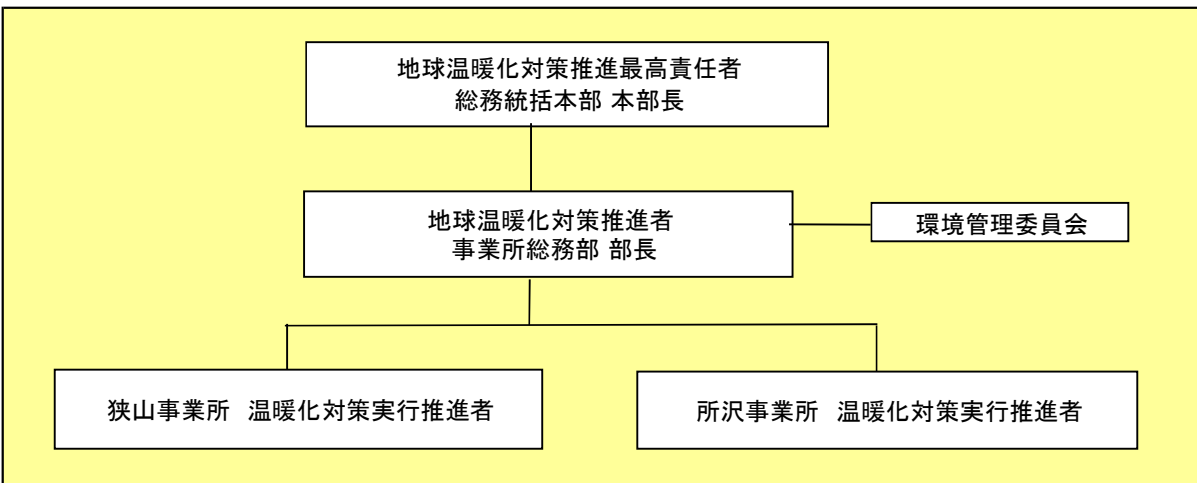 地球温暖化対策推進最高責任者
総務統括本部 本部長
地球温暖化対策推進者
事業所総務部 部長
環境管理委員会
狭山事業所　温暖化対策実行推進者
所沢事業所　温暖化対策実行推進者